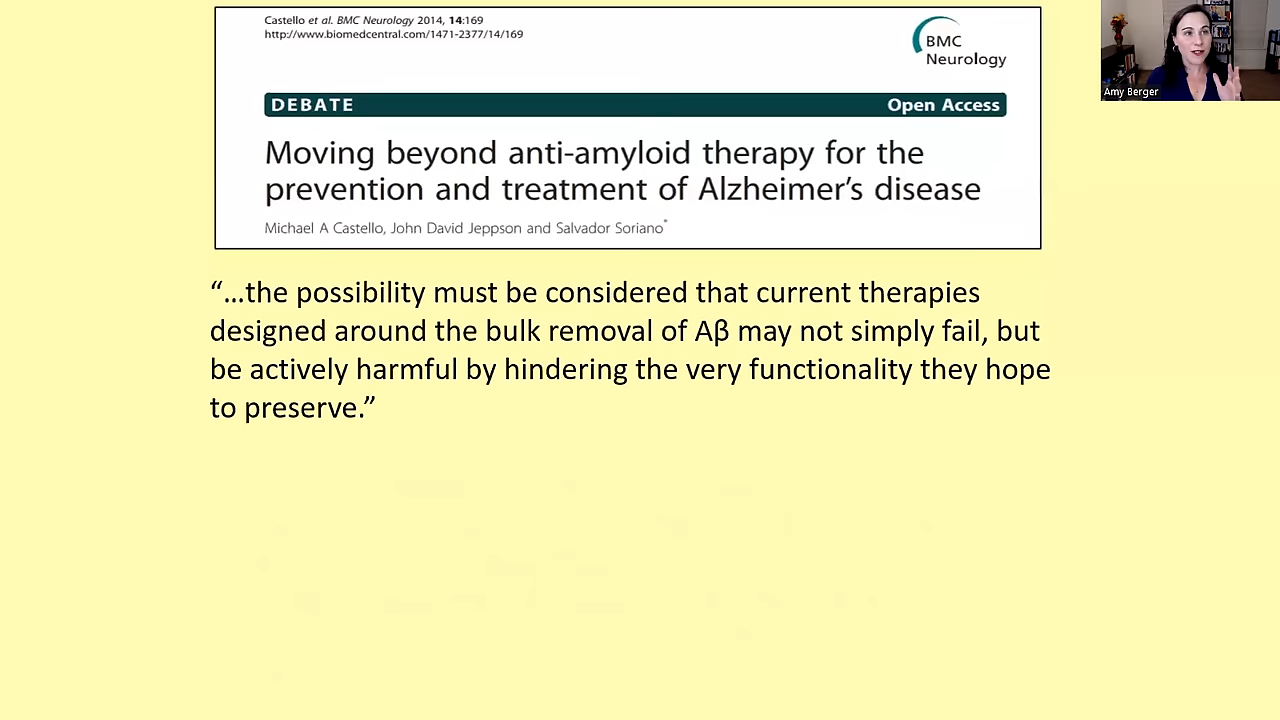 Castello et al. BMC Neurology 2014, 14:169
http://www.biomedcentral.com/1471-2377/14/169
BMC
Neurology
DEBATE Open Access
Moving beyond anti-amyloid therapy for the
prevention and treatment of Alzheimer’s disease
Michael A Castello, John David Jeppson and Salvador Soriano*
“…the possibility must be considered that current therapies
designed around the bulk removal of Aβ may not simply fail, but
be actively harmful by hindering the very functionality they hope
to preserve.”
Amy Berger